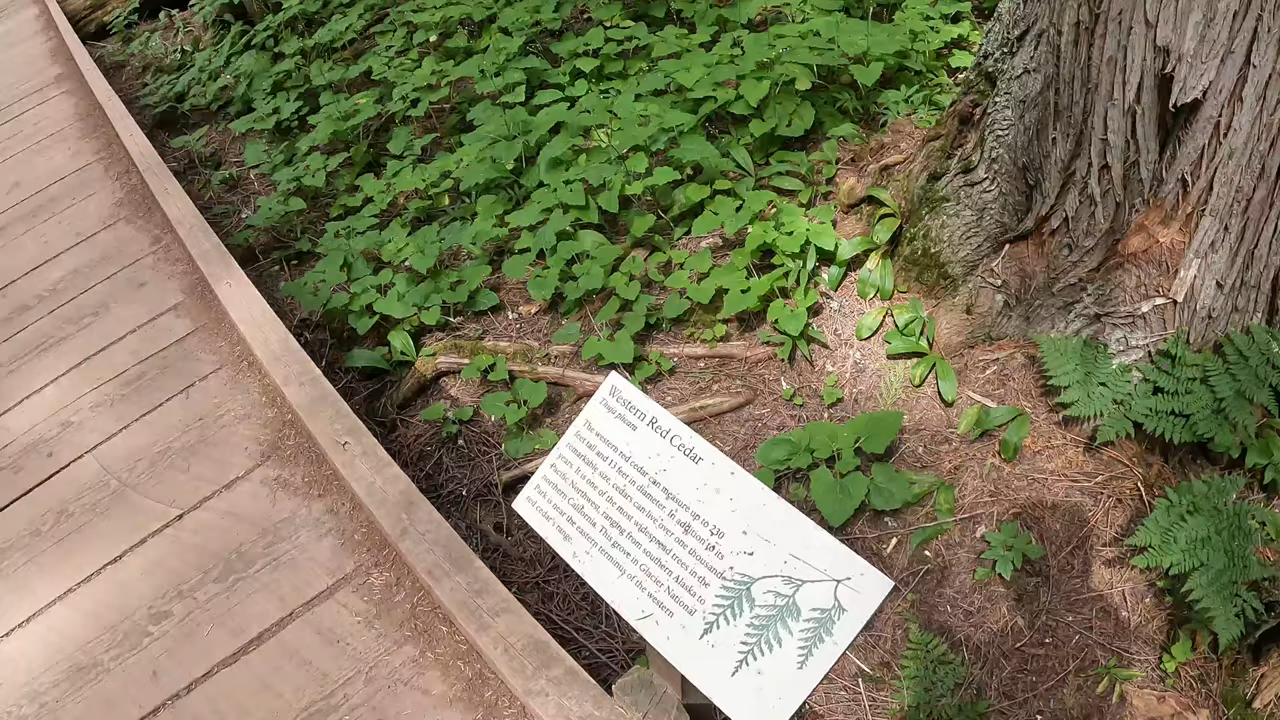 Western Red Cedar
Thuja plicata
The western red cedar can measure up to 230
feet tall and 13 feet in diameter. In addition to its
remarkable size, cedars can live over one thousand
years. It is one of the most widespread trees in the
Pacific Northwest, ranging from southern Alaska to
northern California. This grove in Glacier National
Park is near the eastern terminus of the western
red cedar's range.